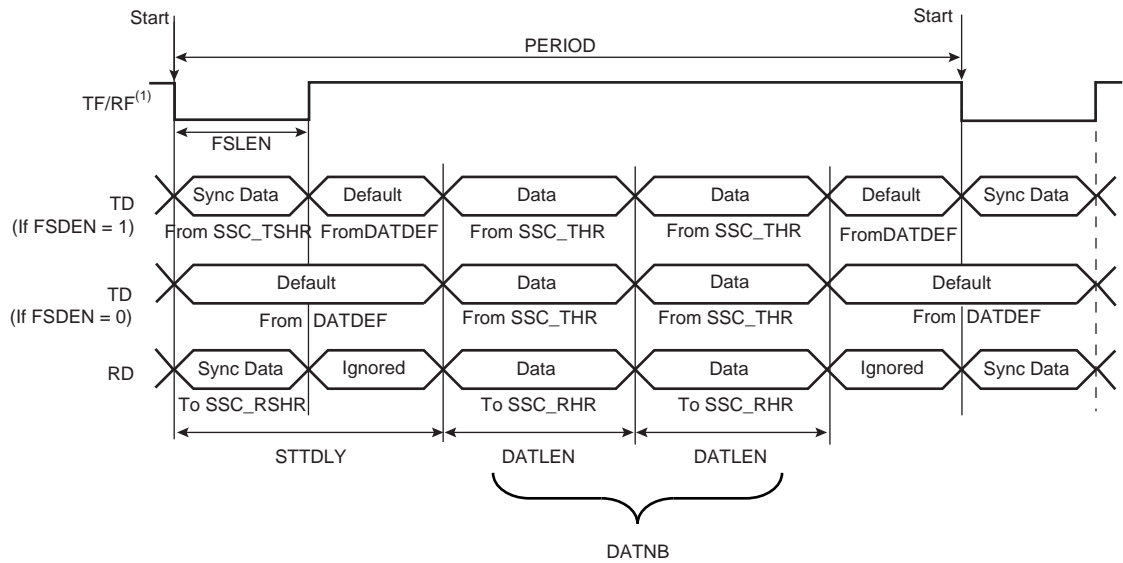 Start
Start
PERIOD
TF/RF(1)
FSLEN
TD
(If FSDEN = 1)
Sync Data
Default
Data
Data
Default
Sync Data
From SSC_TSHR
FromDATDEF
From SSC_THR
From SSC_THR
FromDATDEF
TD
(If FSDEN = 0)
Default
Data
Data
Default
From DATDEF
From SSC_THR
From SSC_THR
From DATDEF
RD
Sync Data
Ignored
Data
Data
Ignored
Sync Data
To SSC_RSHR
To SSC_RHR
To SSC_RHR
STTDLY
DATLEN
DATLEN
DATNB